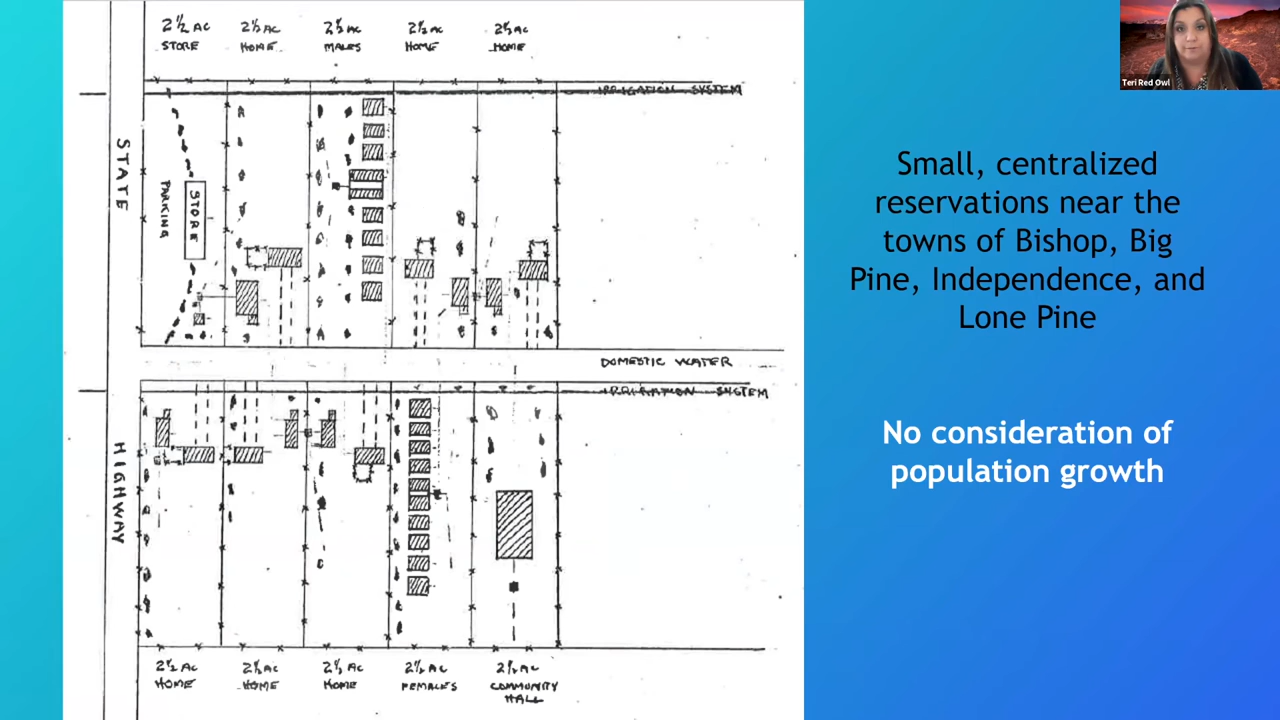 2½ AC
STORE
2½ AC
HOME
2½ AC
MALES
2½ AC
HOME
2½ AC
HOME
IRRIGATION SYSTEM
STATE
PARKING
STORE
DOMESTIC WATER
IRRIGATION SYSTEM
HIGHWAY
2½ AC
HOME
2½ AC
HOME
2½ AC
HOME
2½ AC
FEMALES
2½ AC
COMMUNITY
HALL
Teri Red Owl
Small, centralized
reservations near the
towns of Bishop, Big
Pine, Independence, and
Lone Pine
No consideration of
population growth